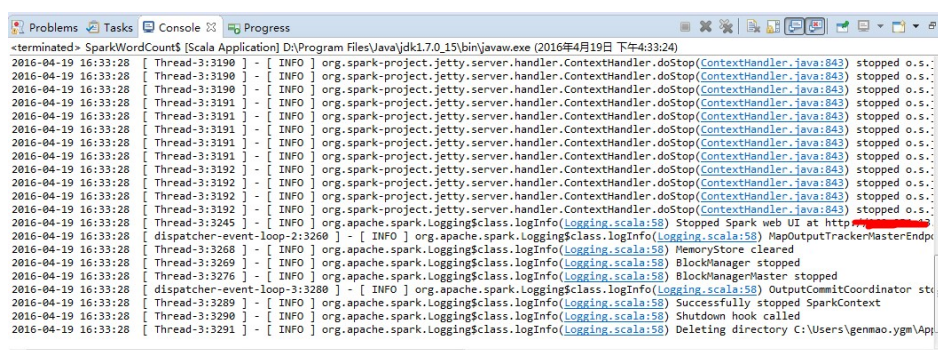 Problems Tasks Console Progress
<terminated> SparkWordCount$ [Scala Application] D:\Program Files\Java\jdk1.7.0_15\bin\javaw.exe (2016年4月19日 下午4:33:24)
2016-04-19 16:33:28 [ Thread-3:3190 ] - [ INFO ] org.spark-project.jetty.server.handler.ContextHandler.doStop(ContextHandler.java:843) stopped o.s.
2016-04-19 16:33:28 [ Thread-3:3190 ] - [ INFO ] org.spark-project.jetty.server.handler.ContextHandler.doStop(ContextHandler.java:843) stopped o.s.
2016-04-19 16:33:28 [ Thread-3:3190 ] - [ INFO ] org.spark-project.jetty.server.handler.ContextHandler.doStop(ContextHandler.java:843) stopped o.s.
2016-04-19 16:33:28 [ Thread-3:3191 ] - [ INFO ] org.spark-project.jetty.server.handler.ContextHandler.doStop(ContextHandler.java:843) stopped o.s.
2016-04-19 16:33:28 [ Thread-3:3191 ] - [ INFO ] org.spark-project.jetty.server.handler.ContextHandler.doStop(ContextHandler.java:843) stopped o.s.
2016-04-19 16:33:28 [ Thread-3:3191 ] - [ INFO ] org.spark-project.jetty.server.handler.ContextHandler.doStop(ContextHandler.java:843) stopped o.s.
2016-04-19 16:33:28 [ Thread-3:3191 ] - [ INFO ] org.spark-project.jetty.server.handler.ContextHandler.doStop(ContextHandler.java:843) stopped o.s.
2016-04-19 16:33:28 [ Thread-3:3191 ] - [ INFO ] org.spark-project.jetty.server.handler.ContextHandler.doStop(ContextHandler.java:843) stopped o.s.
2016-04-19 16:33:28 [ Thread-3:3192 ] - [ INFO ] org.spark-project.jetty.server.handler.ContextHandler.doStop(ContextHandler.java:843) stopped o.s.
2016-04-19 16:33:28 [ Thread-3:3192 ] - [ INFO ] org.spark-project.jetty.server.handler.ContextHandler.doStop(ContextHandler.java:843) stopped o.s.
2016-04-19 16:33:28 [ Thread-3:3192 ] - [ INFO ] org.spark-project.jetty.server.handler.ContextHandler.doStop(ContextHandler.java:843) stopped o.s.
2016-04-19 16:33:28 [ Thread-3:3192 ] - [ INFO ] org.spark-project.jetty.server.handler.ContextHandler.doStop(ContextHandler.java:843) stopped o.s.
2016-04-19 16:33:28 [ Thread-3:3245 ] - [ INFO ] org.apache.spark.Logging$class.logInfo(Logging.scala:58) Stopped Spark web UI at http
2016-04-19 16:33:28 [ dispatcher-event-loop-2:3260 ] - [ INFO ] org.apache.spark.Logging$class.logInfo(Logging.scala:58) MapOutputTrackerMasterEndpo
2016-04-19 16:33:28 [ Thread-3:3268 ] - [ INFO ] org.apache.spark.Logging$class.logInfo(Logging.scala:58) MemoryStore cleared
2016-04-19 16:33:28 [ Thread-3:3269 ] - [ INFO ] org.apache.spark.Logging$class.logInfo(Logging.scala:58) BlockManager stopped
2016-04-19 16:33:28 [ Thread-3:3276 ] - [ INFO ] org.apache.spark.Logging$class.logInfo(Logging.scala:58) BlockManagerMaster stopped
2016-04-19 16:33:28 [ dispatcher-event-loop-3:3280 ] - [ INFO ] org.apache.spark.Logging$class.logInfo(Logging.scala:58) OutputCommitCoordinator sto
2016-04-19 16:33:28 [ Thread-3:3289 ] - [ INFO ] org.apache.spark.Logging$class.logInfo(Logging.scala:58) Successfully stopped SparkContext
2016-04-19 16:33:28 [ Thread-3:3290 ] - [ INFO ] org.apache.spark.Logging$class.logInfo(Logging.scala:58) Shutdown hook called
2016-04-19 16:33:28 [ Thread-3:3291 ] - [ INFO ] org.apache.spark.Logging$class.logInfo(Logging.scala:58) Deleting directory C:\Users\genmao.ygm\App